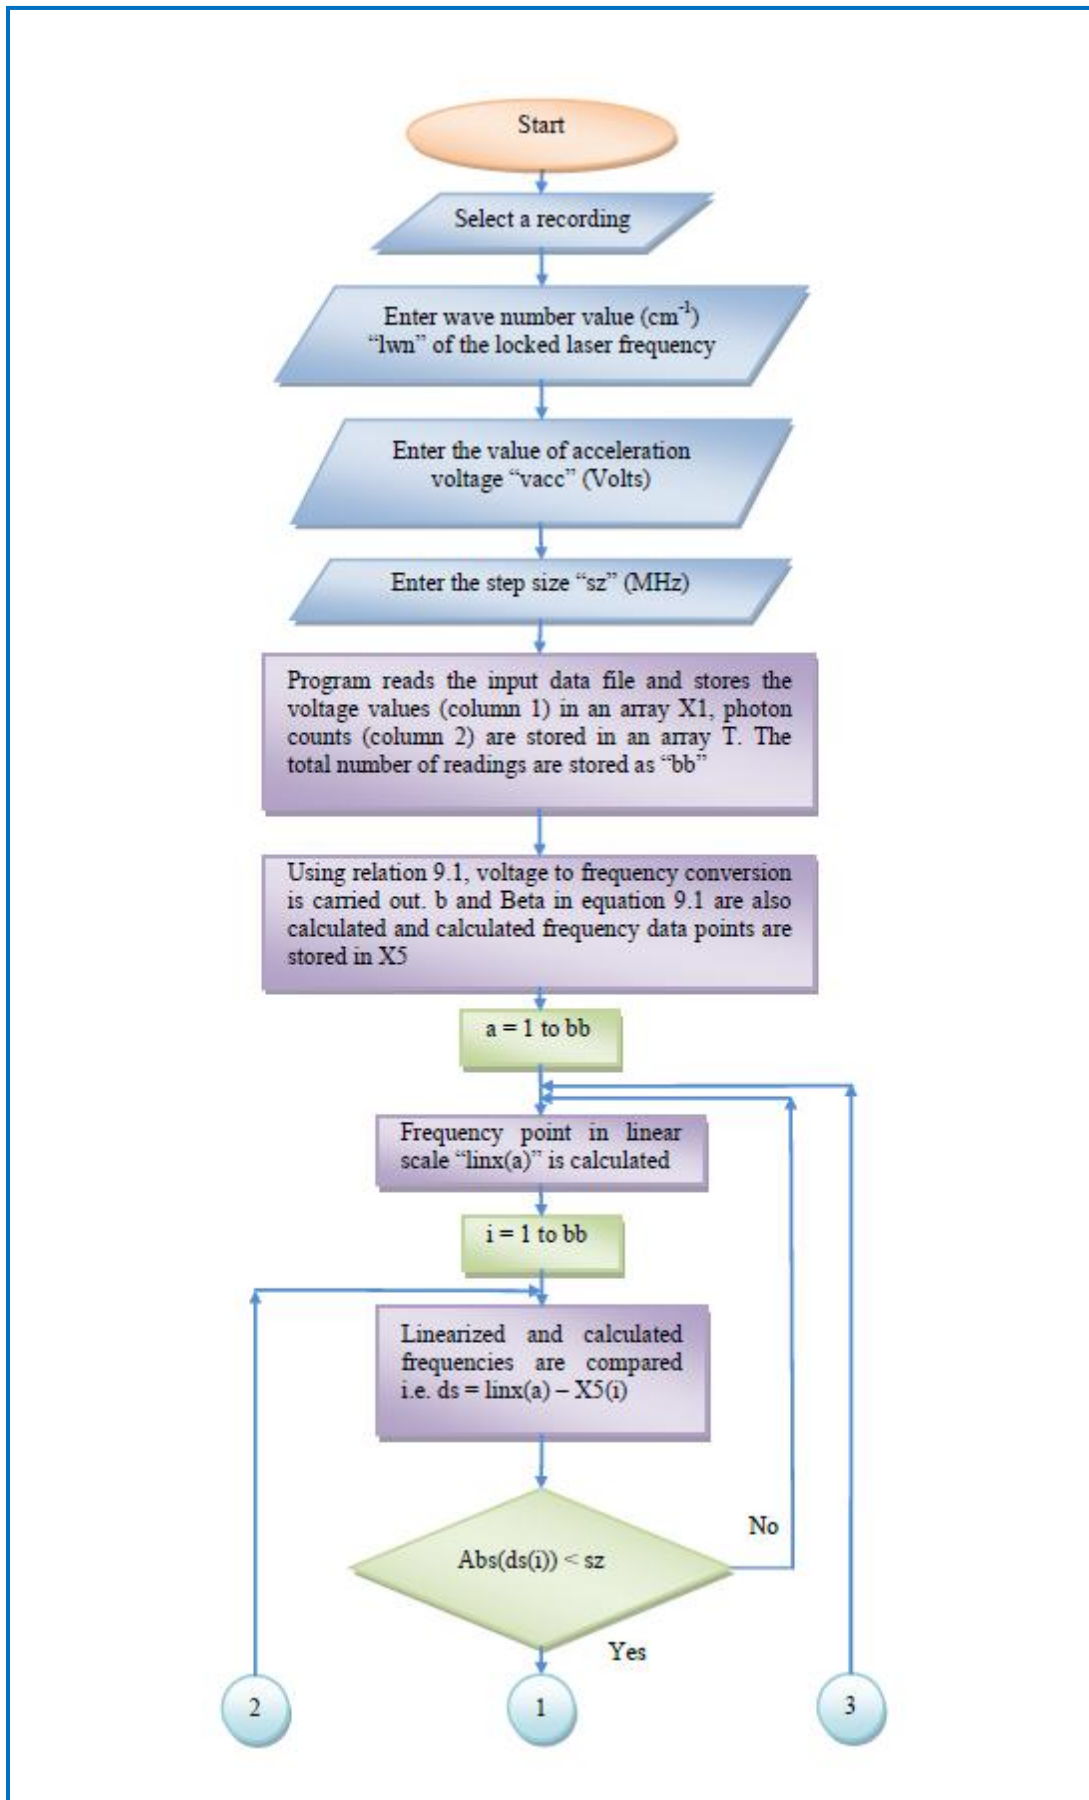 Start
Select a recording
Enter wave number value (cm⁻¹)
“lwn” of the locked laser frequency
Enter the value of acceleration
voltage “vacc” (Volts)
Enter the step size “sz” (MHz)
Program reads the input data file and stores the
voltage values (column 1) in an array X1, photon
counts (column 2) are stored in an array T. The
total number of readings are stored as “bb”
Using relation 9.1, voltage to frequency conversion
is carried out. b and Beta in equation 9.1 are also
calculated and calculated frequency data points are
stored in X5
a = 1 to bb
Frequency point in linear
scale “linx(a)” is calculated
i = 1 to bb
Linearized and calculated
frequencies are compared
i.e. ds = linx(a) – X5(i)
No
Abs(ds(i)) < sz
Yes
2
1
3